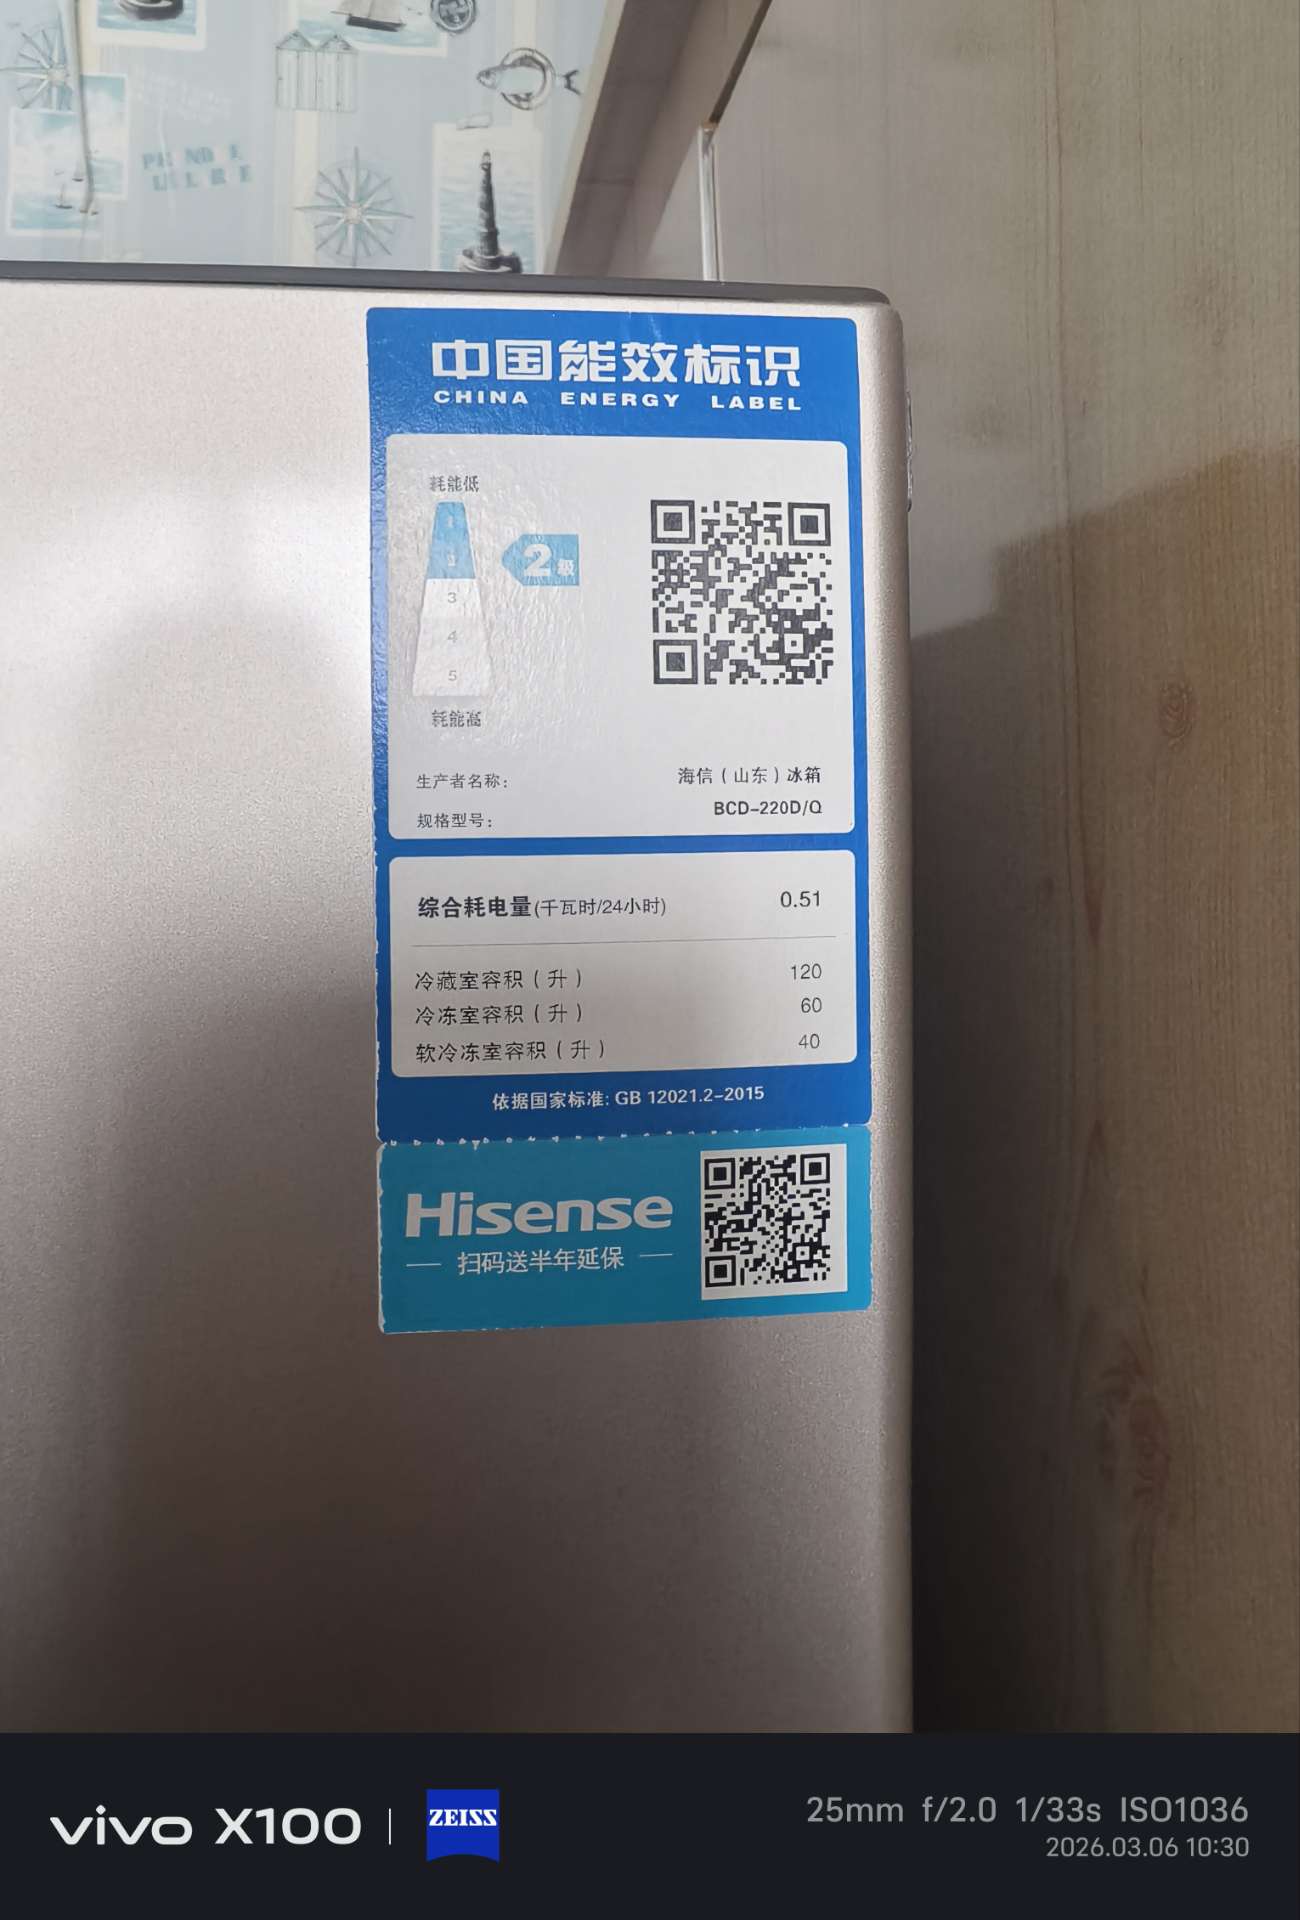 中国能效标识
CHINA ENERGY LABEL
耗能低
1
2
2级
3
4
5
耗能高
生产者名称: 海信(山东)冰箱
规格型号: BCD-220D/Q
综合耗电量(千瓦时/24小时) 0.51
冷藏室容积(升) 120
冷冻室容积(升) 60
软冷冻室容积(升) 40
依据国家标准: GB 12021.2-2015
Hisense
扫码送半年延保
vivo X100
ZEISS
25mm f/2.0 1/33s ISO1036
2026.03.06 10:30